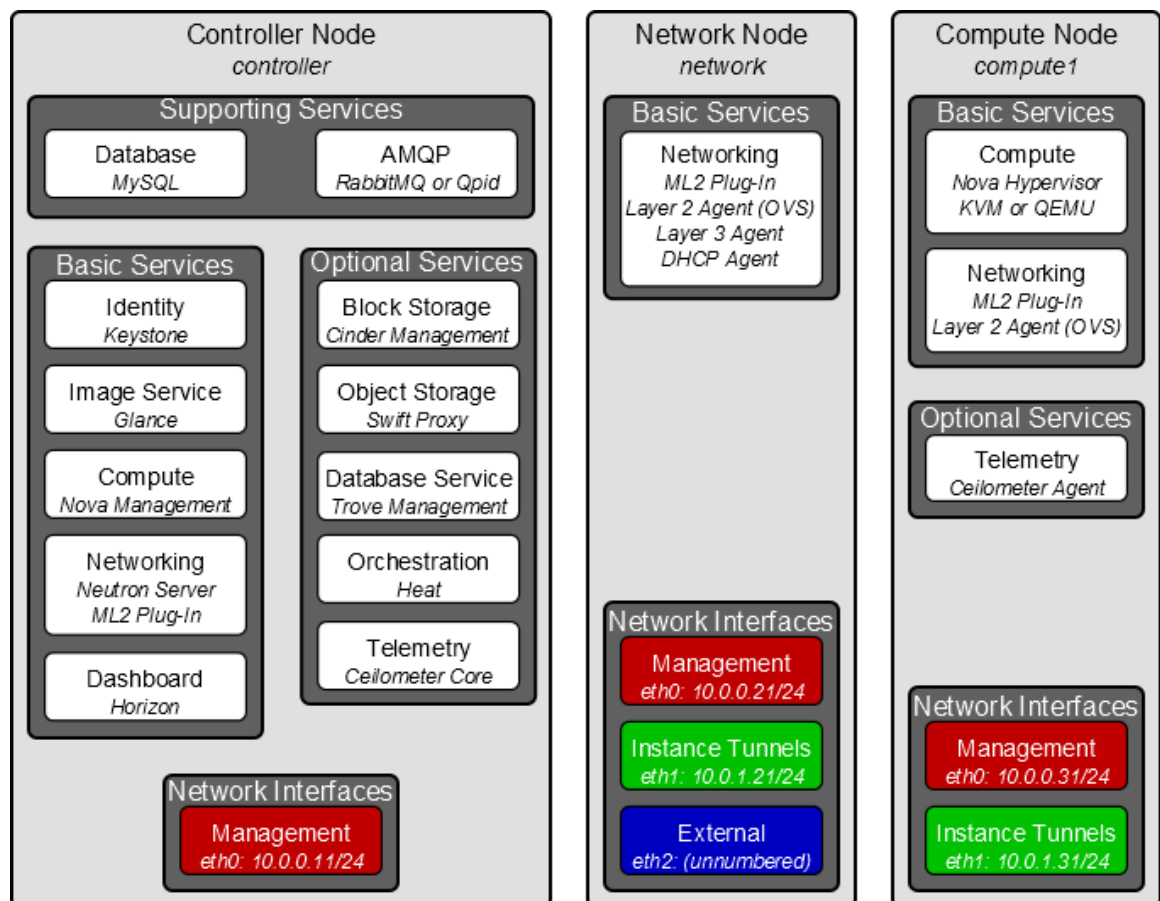 Controller Node
controller
Supporting Services
Database
MySQL
AMQP
RabbitMQ or Qpid
Basic Services
Identity
Keystone
Image Service
Glance
Compute
Nova Management
Networking
Neutron Server
ML2 Plug-In
Dashboard
Horizon
Optional Services
Block Storage
Cinder Management
Object Storage
Swift Proxy
Database Service
Trove Management
Orchestration
Heat
Telemetry
Ceilometer Core
Network Interfaces
Management
eth0: 10.0.0.11/24
Network Node
network
Basic Services
Networking
ML2 Plug-In
Layer 2 Agent (OVS)
Layer 3 Agent
DHCP Agent
Network Interfaces
Management
eth0: 10.0.0.21/24
Instance Tunnels
eth1: 10.0.1.21/24
External
eth2: (unnumbered)
Compute Node
compute1
Basic Services
Compute
Nova Hypervisor
KVM or QEMU
Networking
ML2 Plug-In
Layer 2 Agent (OVS)
Optional Services
Telemetry
Ceilometer Agent
Network Interfaces
Management
eth0: 10.0.0.31/24
Instance Tunnels
eth1: 10.0.1.31/24